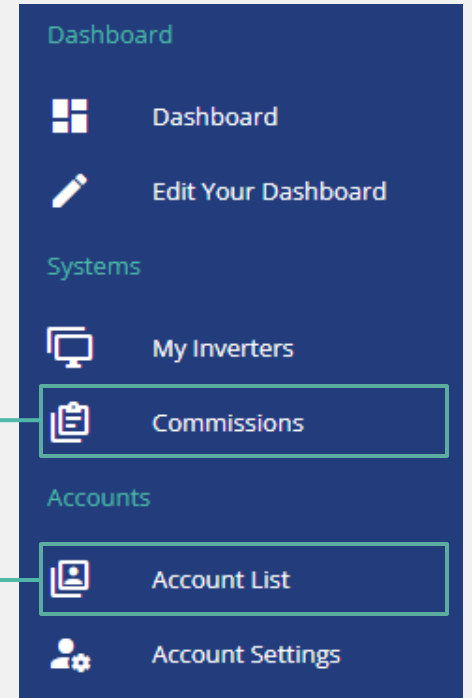 Dashboard
Dashboard
Edit Your Dashboard
Systems
My Inverters
Commissions
Accounts
Account List
Account Settings